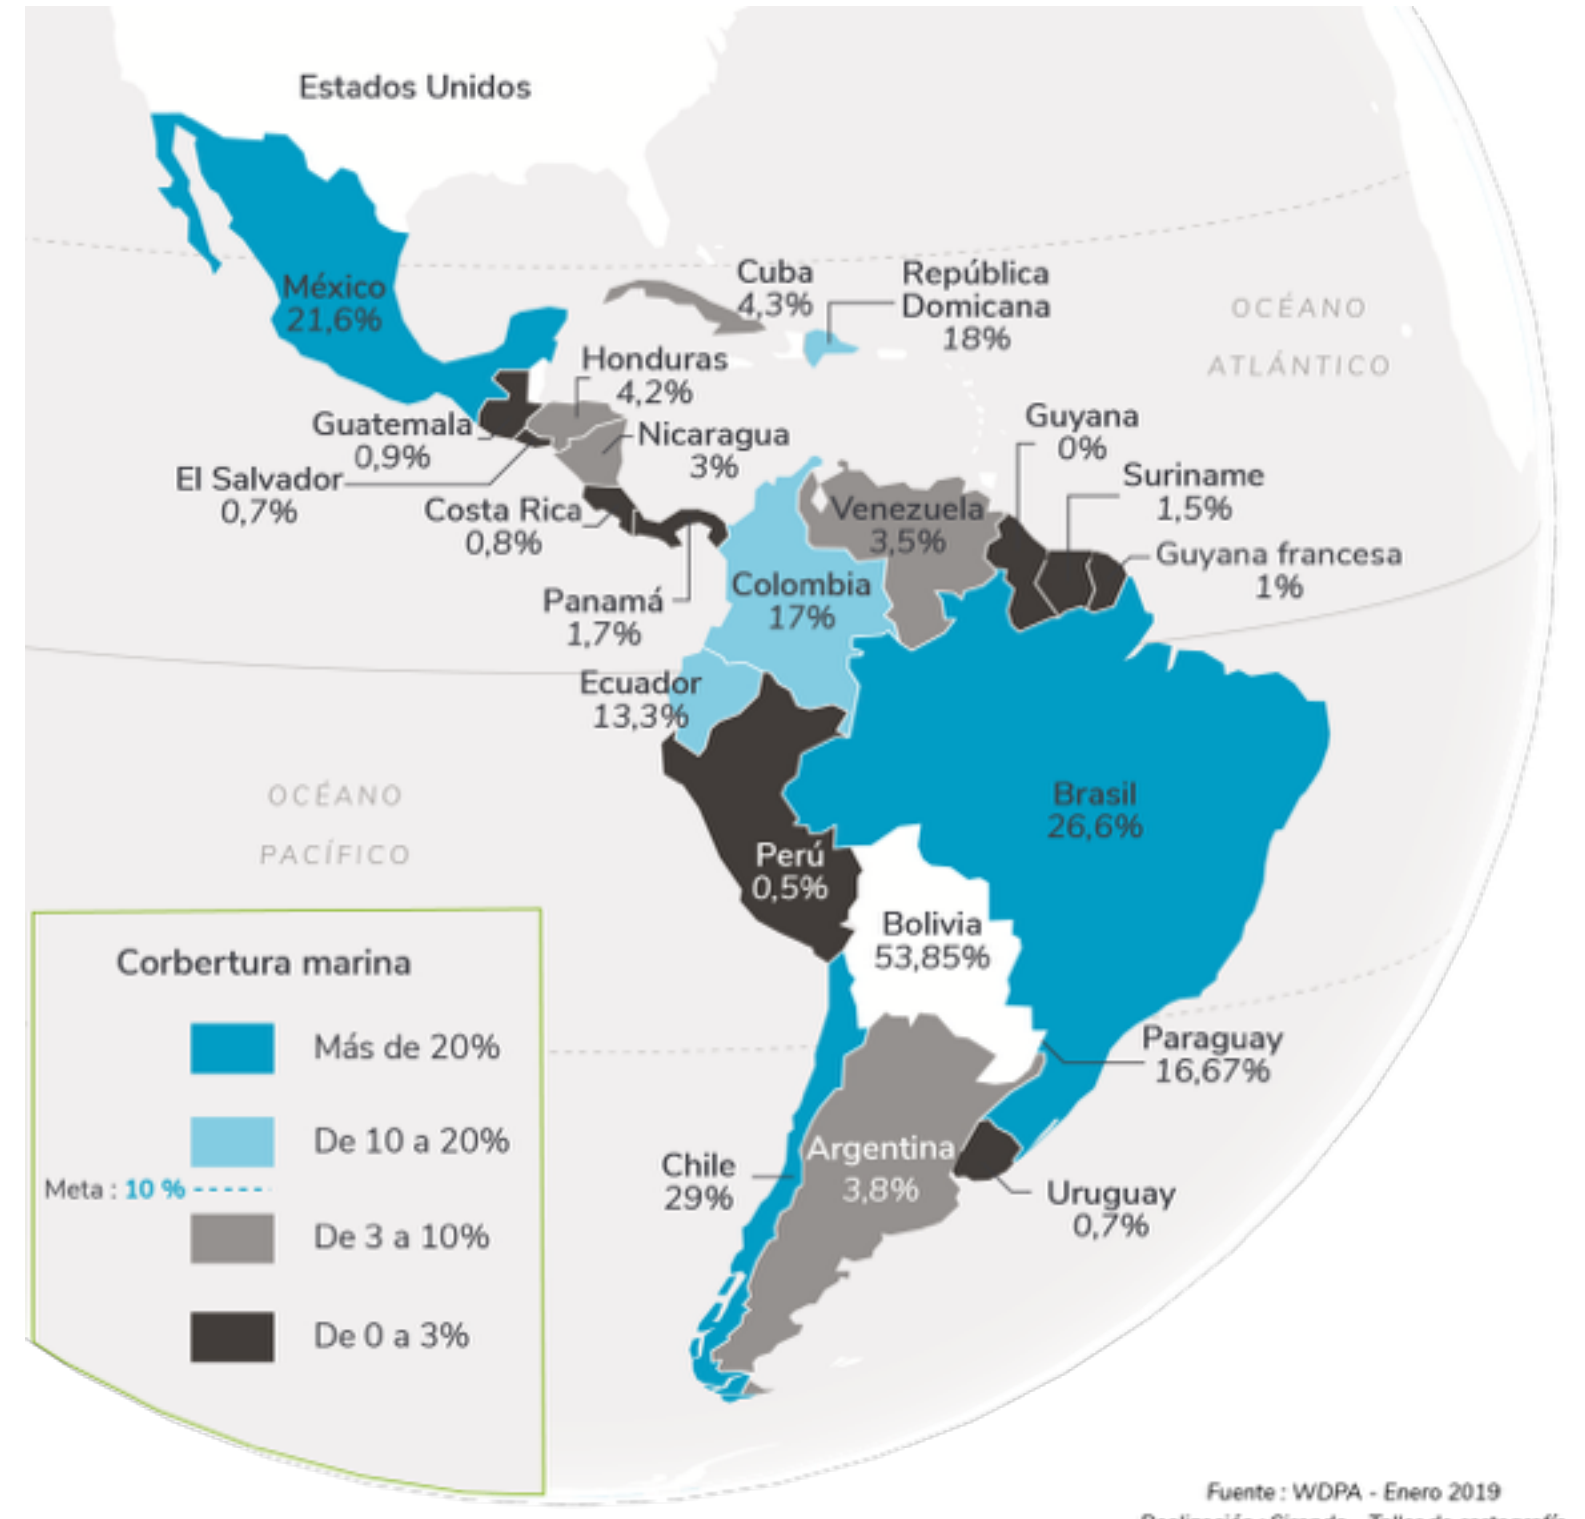 Estados Unidos
México
21,6%
Cuba
4,3%
República
Domicana
18%
OCÉANO
ATLÁNTICO
Honduras
4,2%
Guatemala
0,9%
Nicaragua
3%
El Salvador
0,7%
Costa Rica
0,8%
Panamá
1,7%
Venezuela
3,5%
Guyana
0%
Suriname
1,5%
Guyana francesa
1%
Colombia
17%
Ecuador
13,3%
OCÉANO
PACÍFICO
Brasil
26,6%
Perú
0,5%
Bolivia
53,85%
Paraguay
16,67%
Chile
29%
Argentina
3,8%
Uruguay
0,7%
Corbertura marina
Más de 20%
De 10 a 20%
Meta : 10 %
De 3 a 10%
De 0 a 3%
Fuente : WDPA - Enero 2019